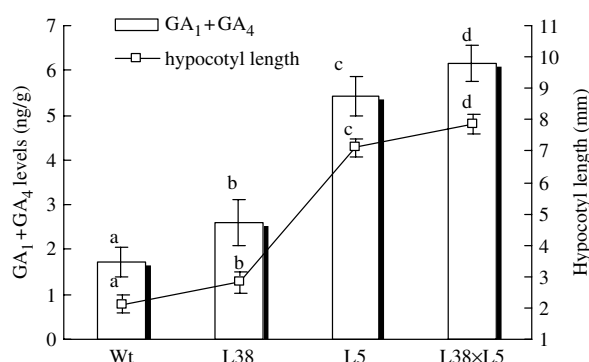 GA1+GA4
hypocotyl length
GA1+GA4 levels (ng/g)
7
6
5
4
3
2
1
0
a
a
b
b
c
c
d
d
11
10
9
8
7
6
5
4
3
2
1
Hypocotyl length (mm)
Wt L38 L5 L38×L5